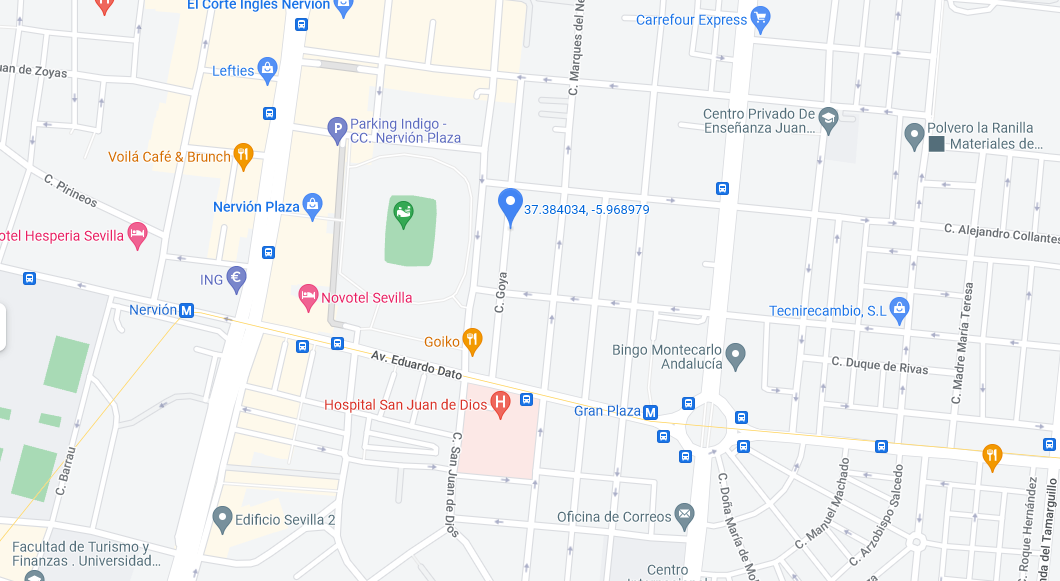 El Corte Inglés Nervión
Carrefour Express
Lefties
C. Marques del Ne
Parking Indigo -
CC. Nervión Plaza
Centro Privado De
Enseñanza Juan...
Polvero la Ranilla
Materiales de...
Voilá Café & Brunch
C. Pirineos
Nervión Plaza
37.384034, -5.968979
otel Hesperia Sevilla
C. Alejandro Collantes
ING
€
Novotel Sevilla
C. Goya
Nervión M
Tecnirecambio, S.L
C. Madre María Teresa
Goiko
Av. Eduardo Dato
Bingo Montecarlo
Andalucía
C. Duque de Rivas
Hospital San Juan de Dios
H
Gran Plaza M
C. San Juan de Dios
C. Barrau
C. Doña María de Mo
C. Manuel Machado
C. Arzobispo Salcedo
C. Roque Hernández
da del Tamarguillo
Edificio Sevilla 2
Oficina de Correos
Facultad de Turismo y
Finanzas . Universidad...
Centro
uan de Zoyas
P